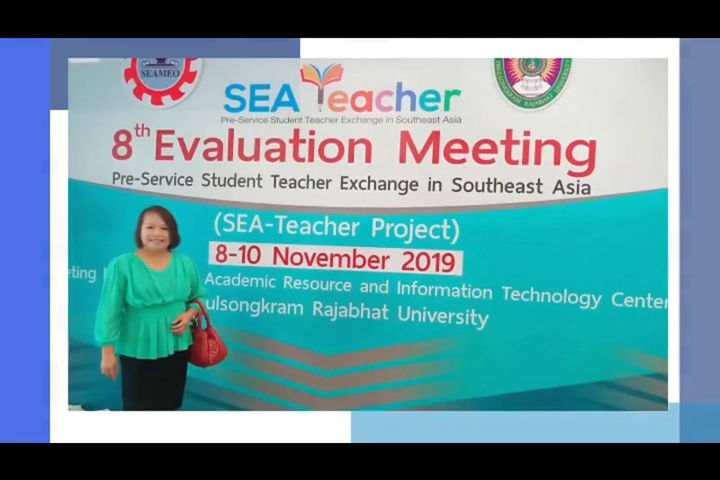 SEAMEO
SEA Teacher
Pre-Service Student Teacher Exchange in Southeast Asia
8th Evaluation Meeting
Pre-Service Student Teacher Exchange in Southeast Asia
(SEA-Teacher Project)
8-10 November 2019
eting Academic Resource and Information Technology Center
ulsongkram Rajabhat University